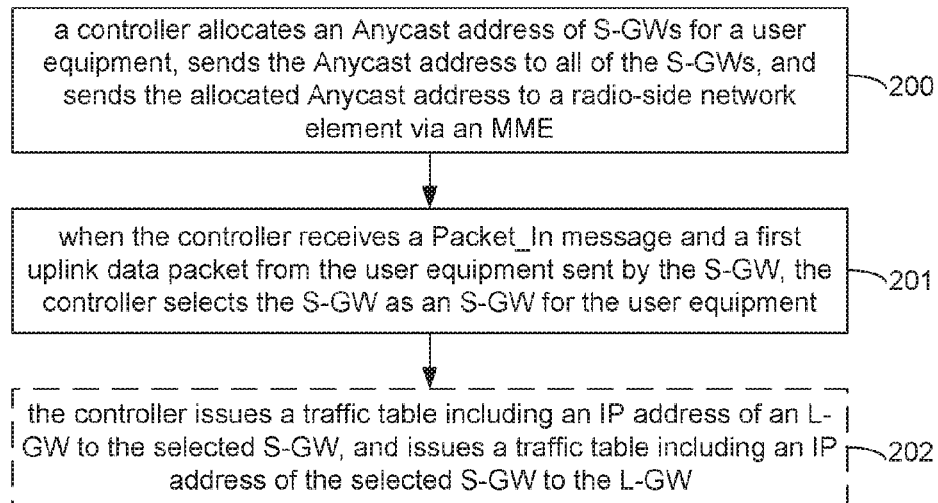 a controller allocates an Anycast address of S-GWs for a user
equipment, sends the Anycast address to all of the S-GWs, and
sends the allocated Anycast address to a radio-side network
element via an MME
200
when the controller receives a Packet_In message and a first
uplink data packet from the user equipment sent by the S-GW, the
controller selects the S-GW as an S-GW for the user equipment
201
the controller issues a traffic table including an IP address of an L-
GW to the selected S-GW, and issues a traffic table including an IP
address of the selected S-GW to the L-GW
202